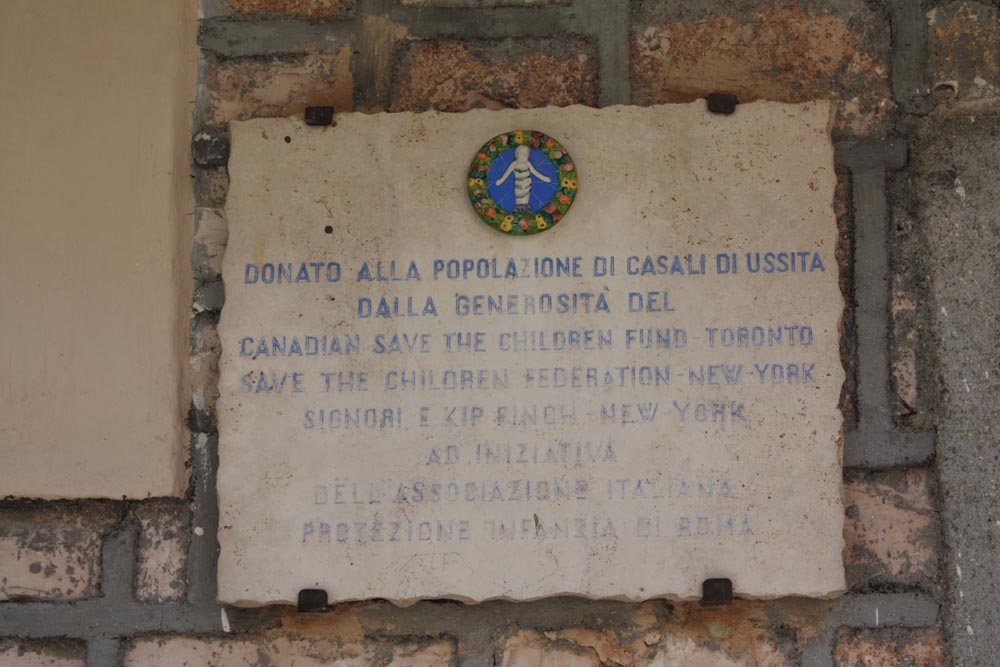 DONATO ALLA POPOLAZIONE DI CASALI DI USSITA
DALLA GENEROSITÀ DEL
CANADIAN SAVE THE CHILDREN FUND - TORONTO
SAVE THE CHILDREN FEDERATION - NEW - YORK
SIGNORI E KIP FINCH - NEW - YORK
AD INIZIATIVA
DELL ASSOCIAZIONE ITALIANA
PROTEZIONE INFANZIA DI ROMA